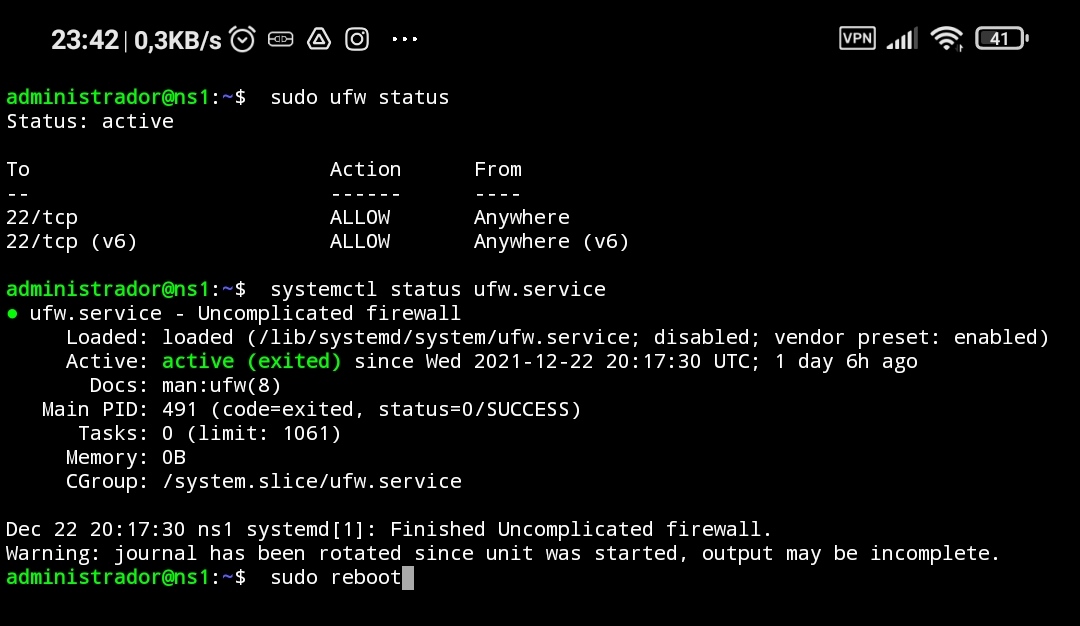 23:42 | 0,3KB/s VPN 41
administrador@ns1:~$  sudo ufw status
Status: active
To                         Action      From
--                         ------      ----
22/tcp                     ALLOW       Anywhere
22/tcp (v6)                ALLOW       Anywhere (v6)
administrador@ns1:~$  systemctl status ufw.service
● ufw.service - Uncomplicated firewall
     Loaded: loaded (/lib/systemd/system/ufw.service; disabled; vendor preset: enabled)
     Active: active (exited) since Wed 2021-12-22 20:17:30 UTC; 1 day 6h ago
       Docs: man:ufw(8)
   Main PID: 491 (code=exited, status=0/SUCCESS)
      Tasks: 0 (limit: 1061)
     Memory: 0B
     CGroup: /system.slice/ufw.service
Dec 22 20:17:30 ns1 systemd[1]: Finished Uncomplicated firewall.
Warning: journal has been rotated since unit was started, output may be incomplete.
administrador@ns1:~$  sudo reboot